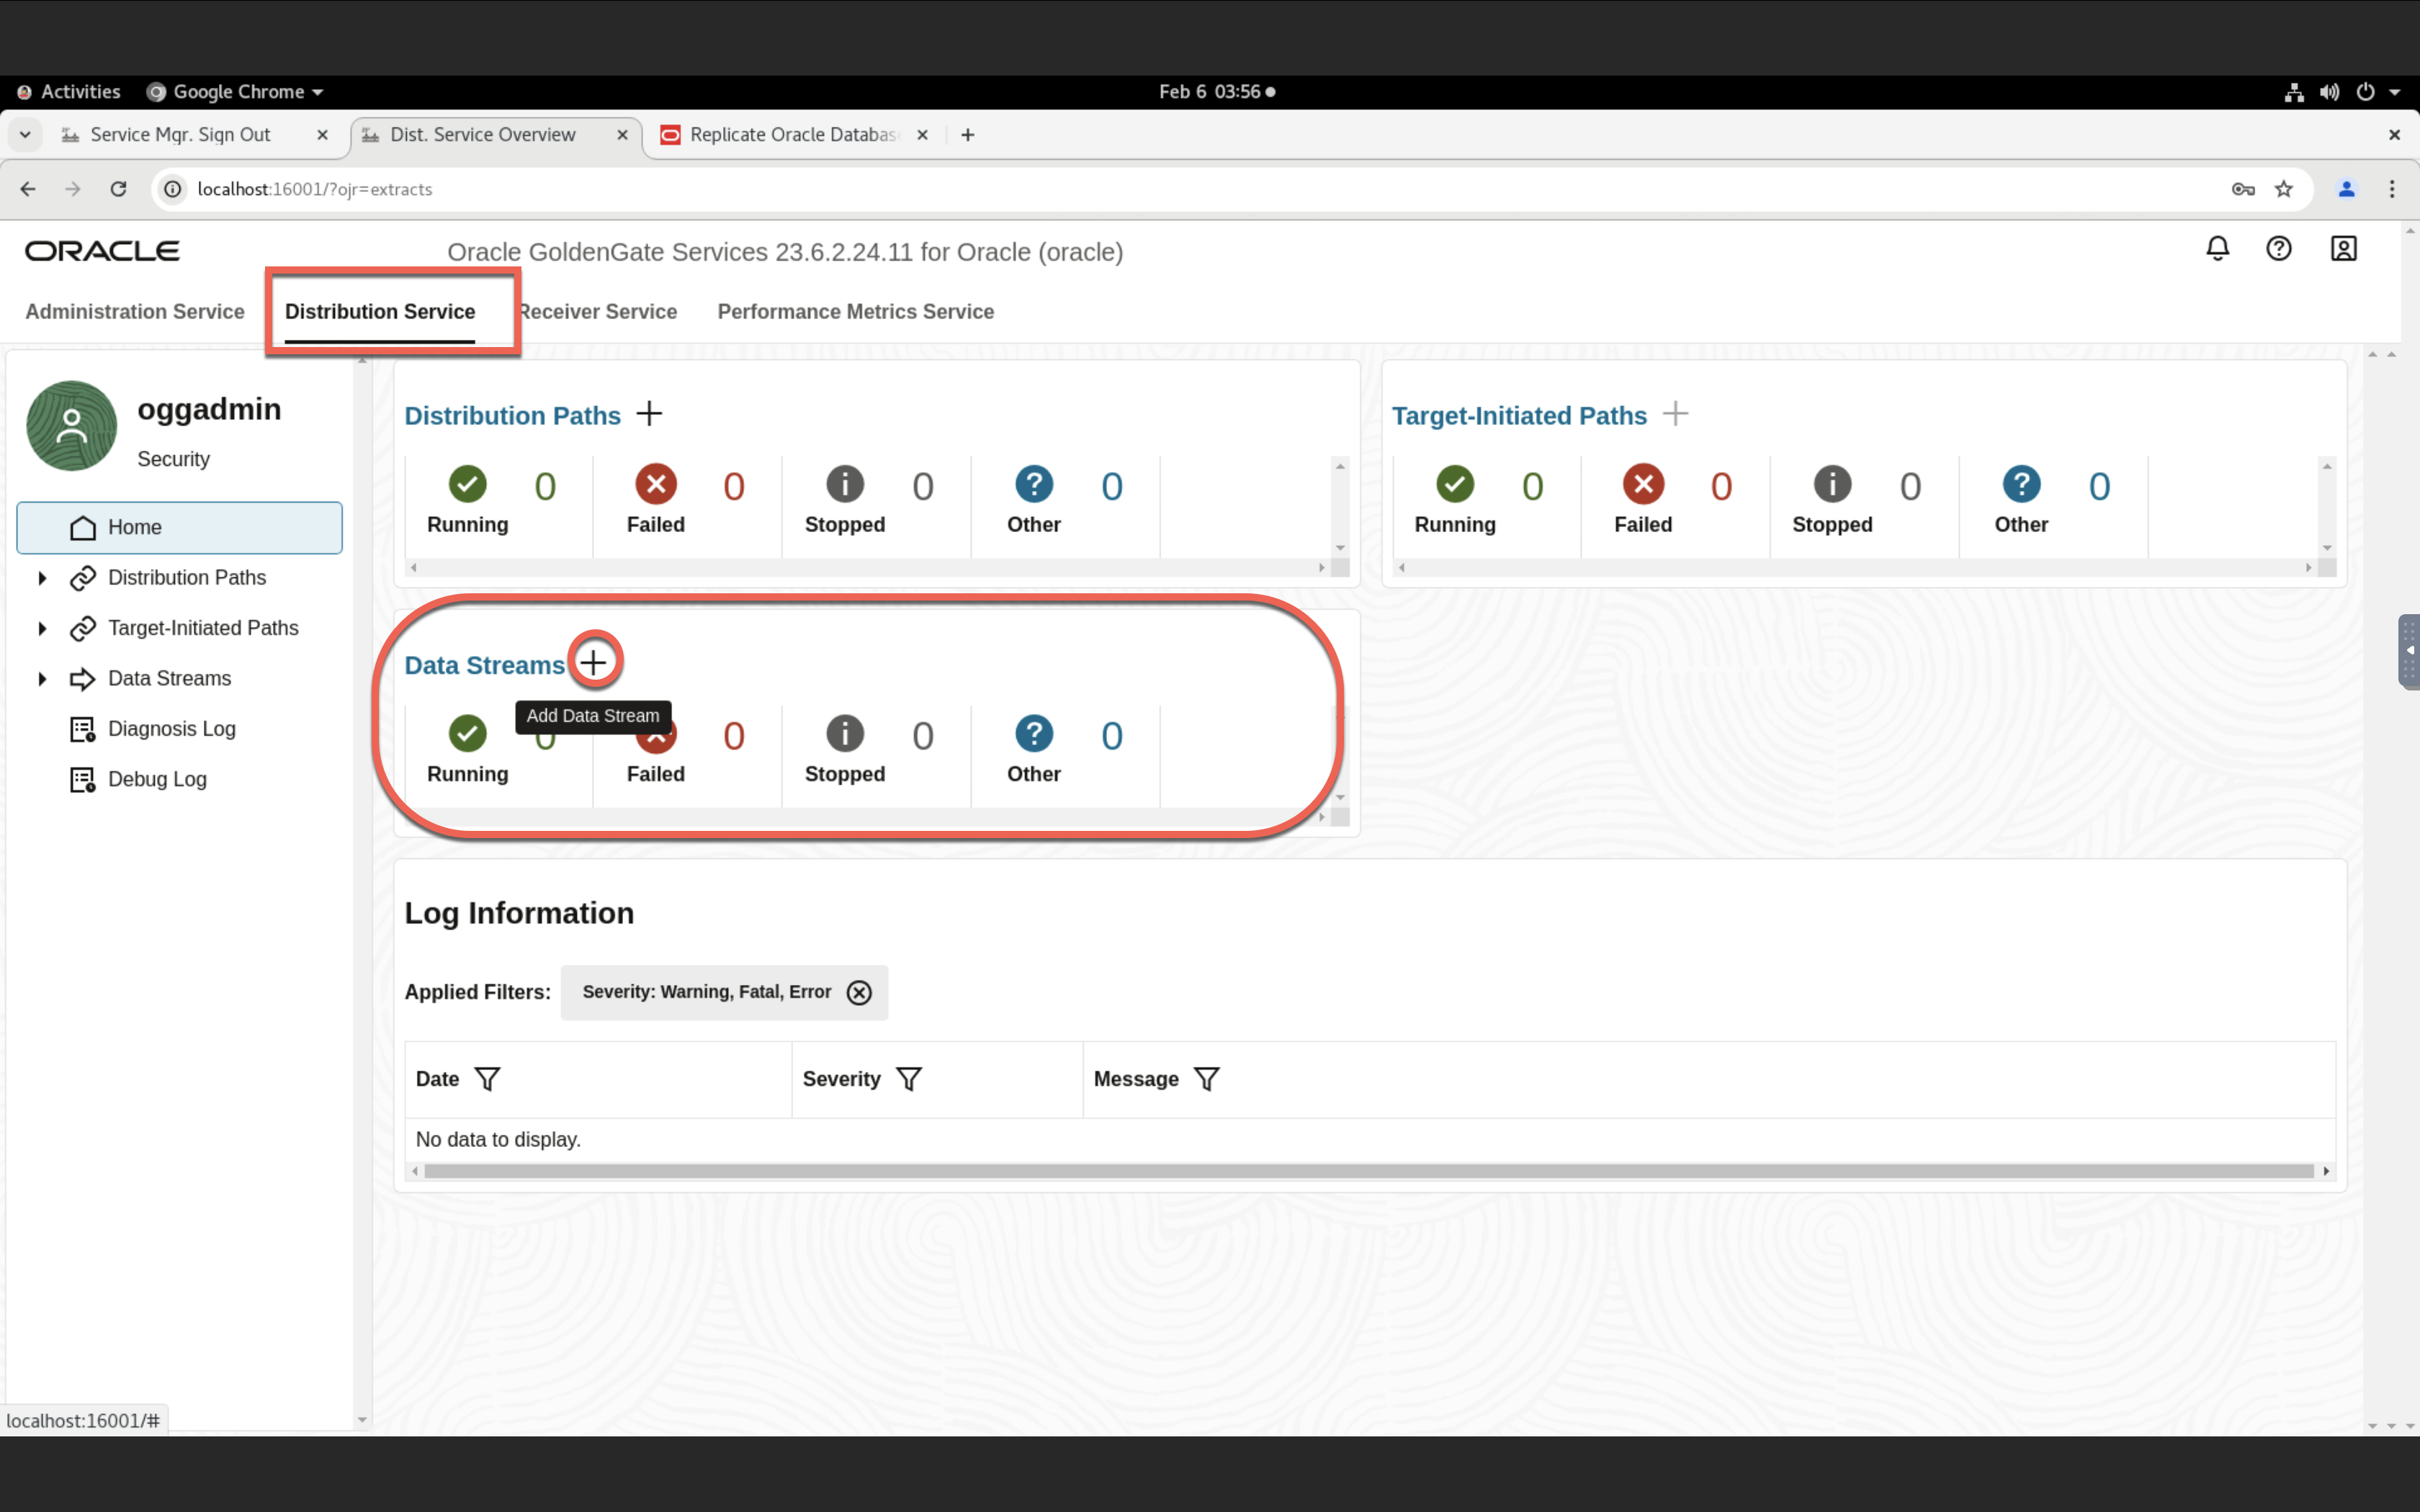 Activities Google Chrome Feb 6 03:56
Service Mgr. Sign Out Dist. Service Overview Replicate Oracle Databas
localhost:16001/?ojr=extracts
ORACLE Oracle GoldenGate Services 23.6.2.24.11 for Oracle (oracle)
Administration Service Distribution Service Receiver Service Performance Metrics Service
oggadmin
Security
Home
Distribution Paths
Target-Initiated Paths
Data Streams
Diagnosis Log
Debug Log
Distribution Paths
0 0 0 0
Running Failed Stopped Other
Target-Initiated Paths
0 0 0 0
Running Failed Stopped Other
Data Streams
Add Data Stream
0 0 0 0
Running Failed Stopped Other
Log Information
Applied Filters: Severity: Warning, Fatal, Error
Date Severity Message
No data to display.
localhost:16001/#